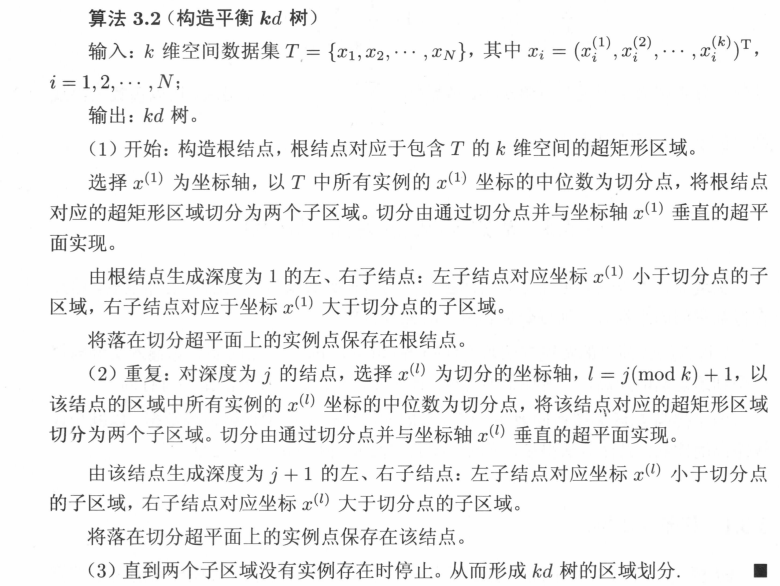 算法 3.2（构造平衡 kd 树）
输入：k 维空间数据集 T = {x₁, x₂, ⋯, x_N}，其中 xᵢ = (xᵢ⁽¹⁾, xᵢ⁽²⁾, ⋯, xᵢ⁽ᵏ⁾)ᵀ，
i = 1, 2, ⋯, N；
输出：kd 树。
（1）开始：构造根结点，根结点对应于包含 T 的 k 维空间的超矩形区域。
选择 x⁽¹⁾ 为坐标轴，以 T 中所有实例的 x⁽¹⁾ 坐标的中位数为切分点，将根结点
对应的超矩形区域切分为两个子区域。切分由通过切分点并与坐标轴 x⁽¹⁾ 垂直的超平
面实现。
由根结点生成深度为 1 的左、右子结点：左子结点对应坐标 x⁽¹⁾ 小于切分点的子
区域，右子结点对应于坐标 x⁽¹⁾ 大于切分点的子区域。
将落在切分超平面上的实例点保存在根结点。
（2）重复：对深度为 j 的结点，选择 x⁽ˡ⁾ 为切分的坐标轴，l = j(mod k) + 1，以
该结点的区域中所有实例的 x⁽ˡ⁾ 坐标的中位数为切分点，将该结点对应的超矩形区域
切分为两个子区域。切分由通过切分点并与坐标轴 x⁽ˡ⁾ 垂直的超平面实现。
由该结点生成深度为 j + 1 的左、右子结点：左子结点对应坐标 x⁽ˡ⁾ 小于切分点
的子区域，右子结点对应坐标 x⁽ˡ⁾ 大于切分点的子区域。
将落在切分超平面上的实例点保存在该结点。
（3）直到两个子区域没有实例存在时停止。从而形成 kd 树的区域划分. ■